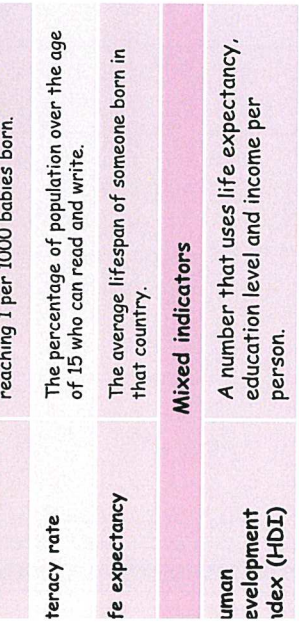 reaching 1 per 1000 babies born.
teracy rate
The percentage of population over the age
of 15 who can read and write.
fe expectancy
The average lifespan of someone born in
that country.
Mixed indicators
uman
evelopment
ndex (HDI)
A number that uses life expectancy,
education level and income per
person.